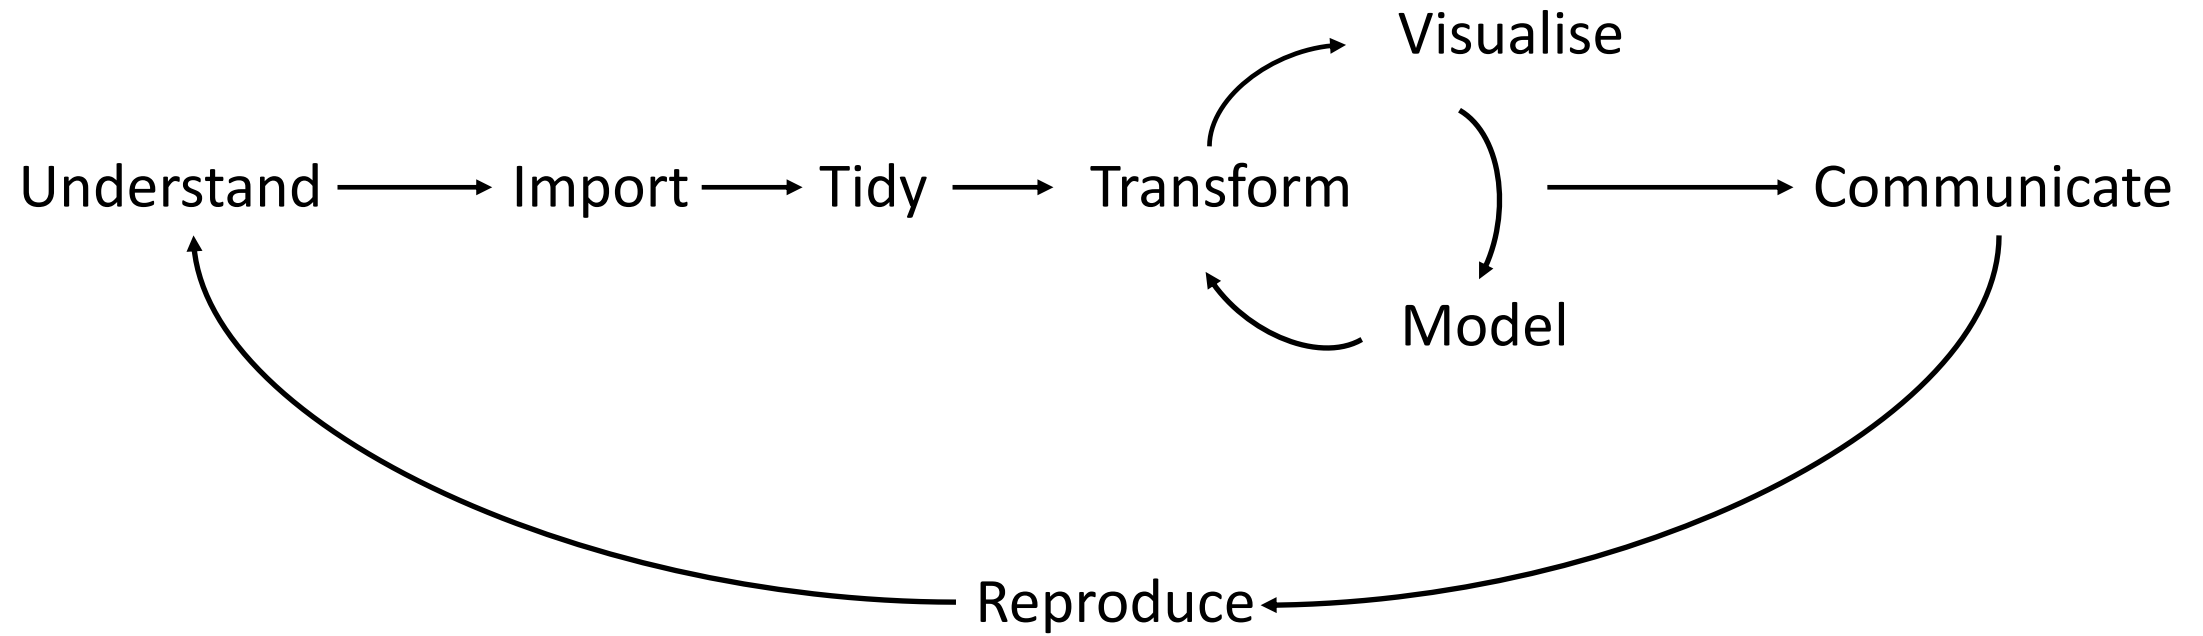 Visualise
Understand Import Tidy Transform Communicate
Model
Reproduce